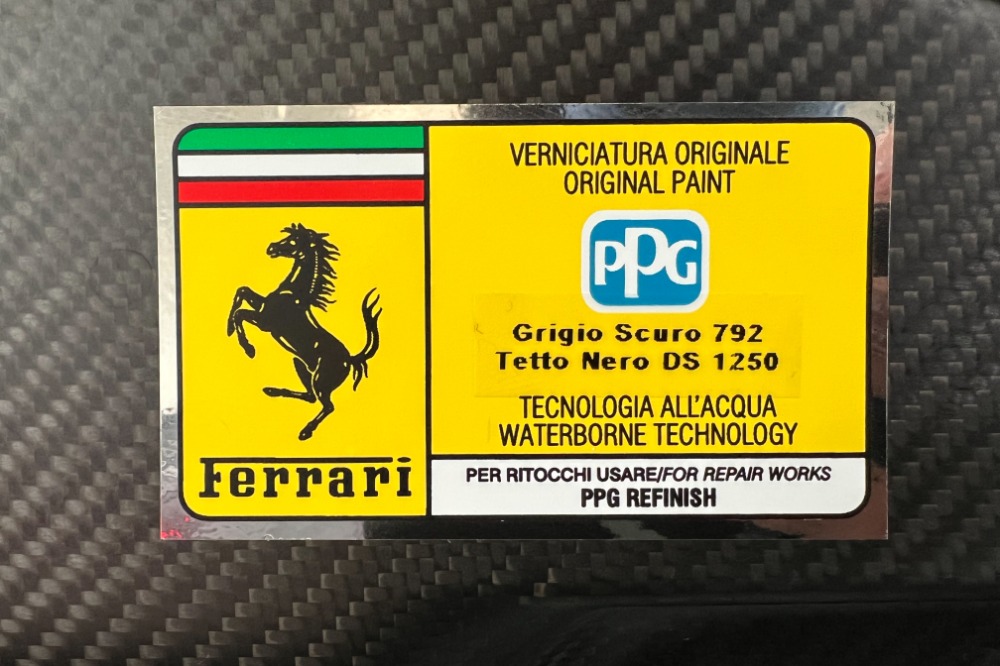 VERNICIATURA ORIGINALE
ORIGINAL PAINT
PPG
Grigio Scuro 792
Tetto Nero DS 1250
TECNOLOGIA ALL'ACQUA
WATERBORNE TECHNOLOGY
Ferrari
PER RITOCCHI USARE/FOR REPAIR WORKS
PPG REFINISH